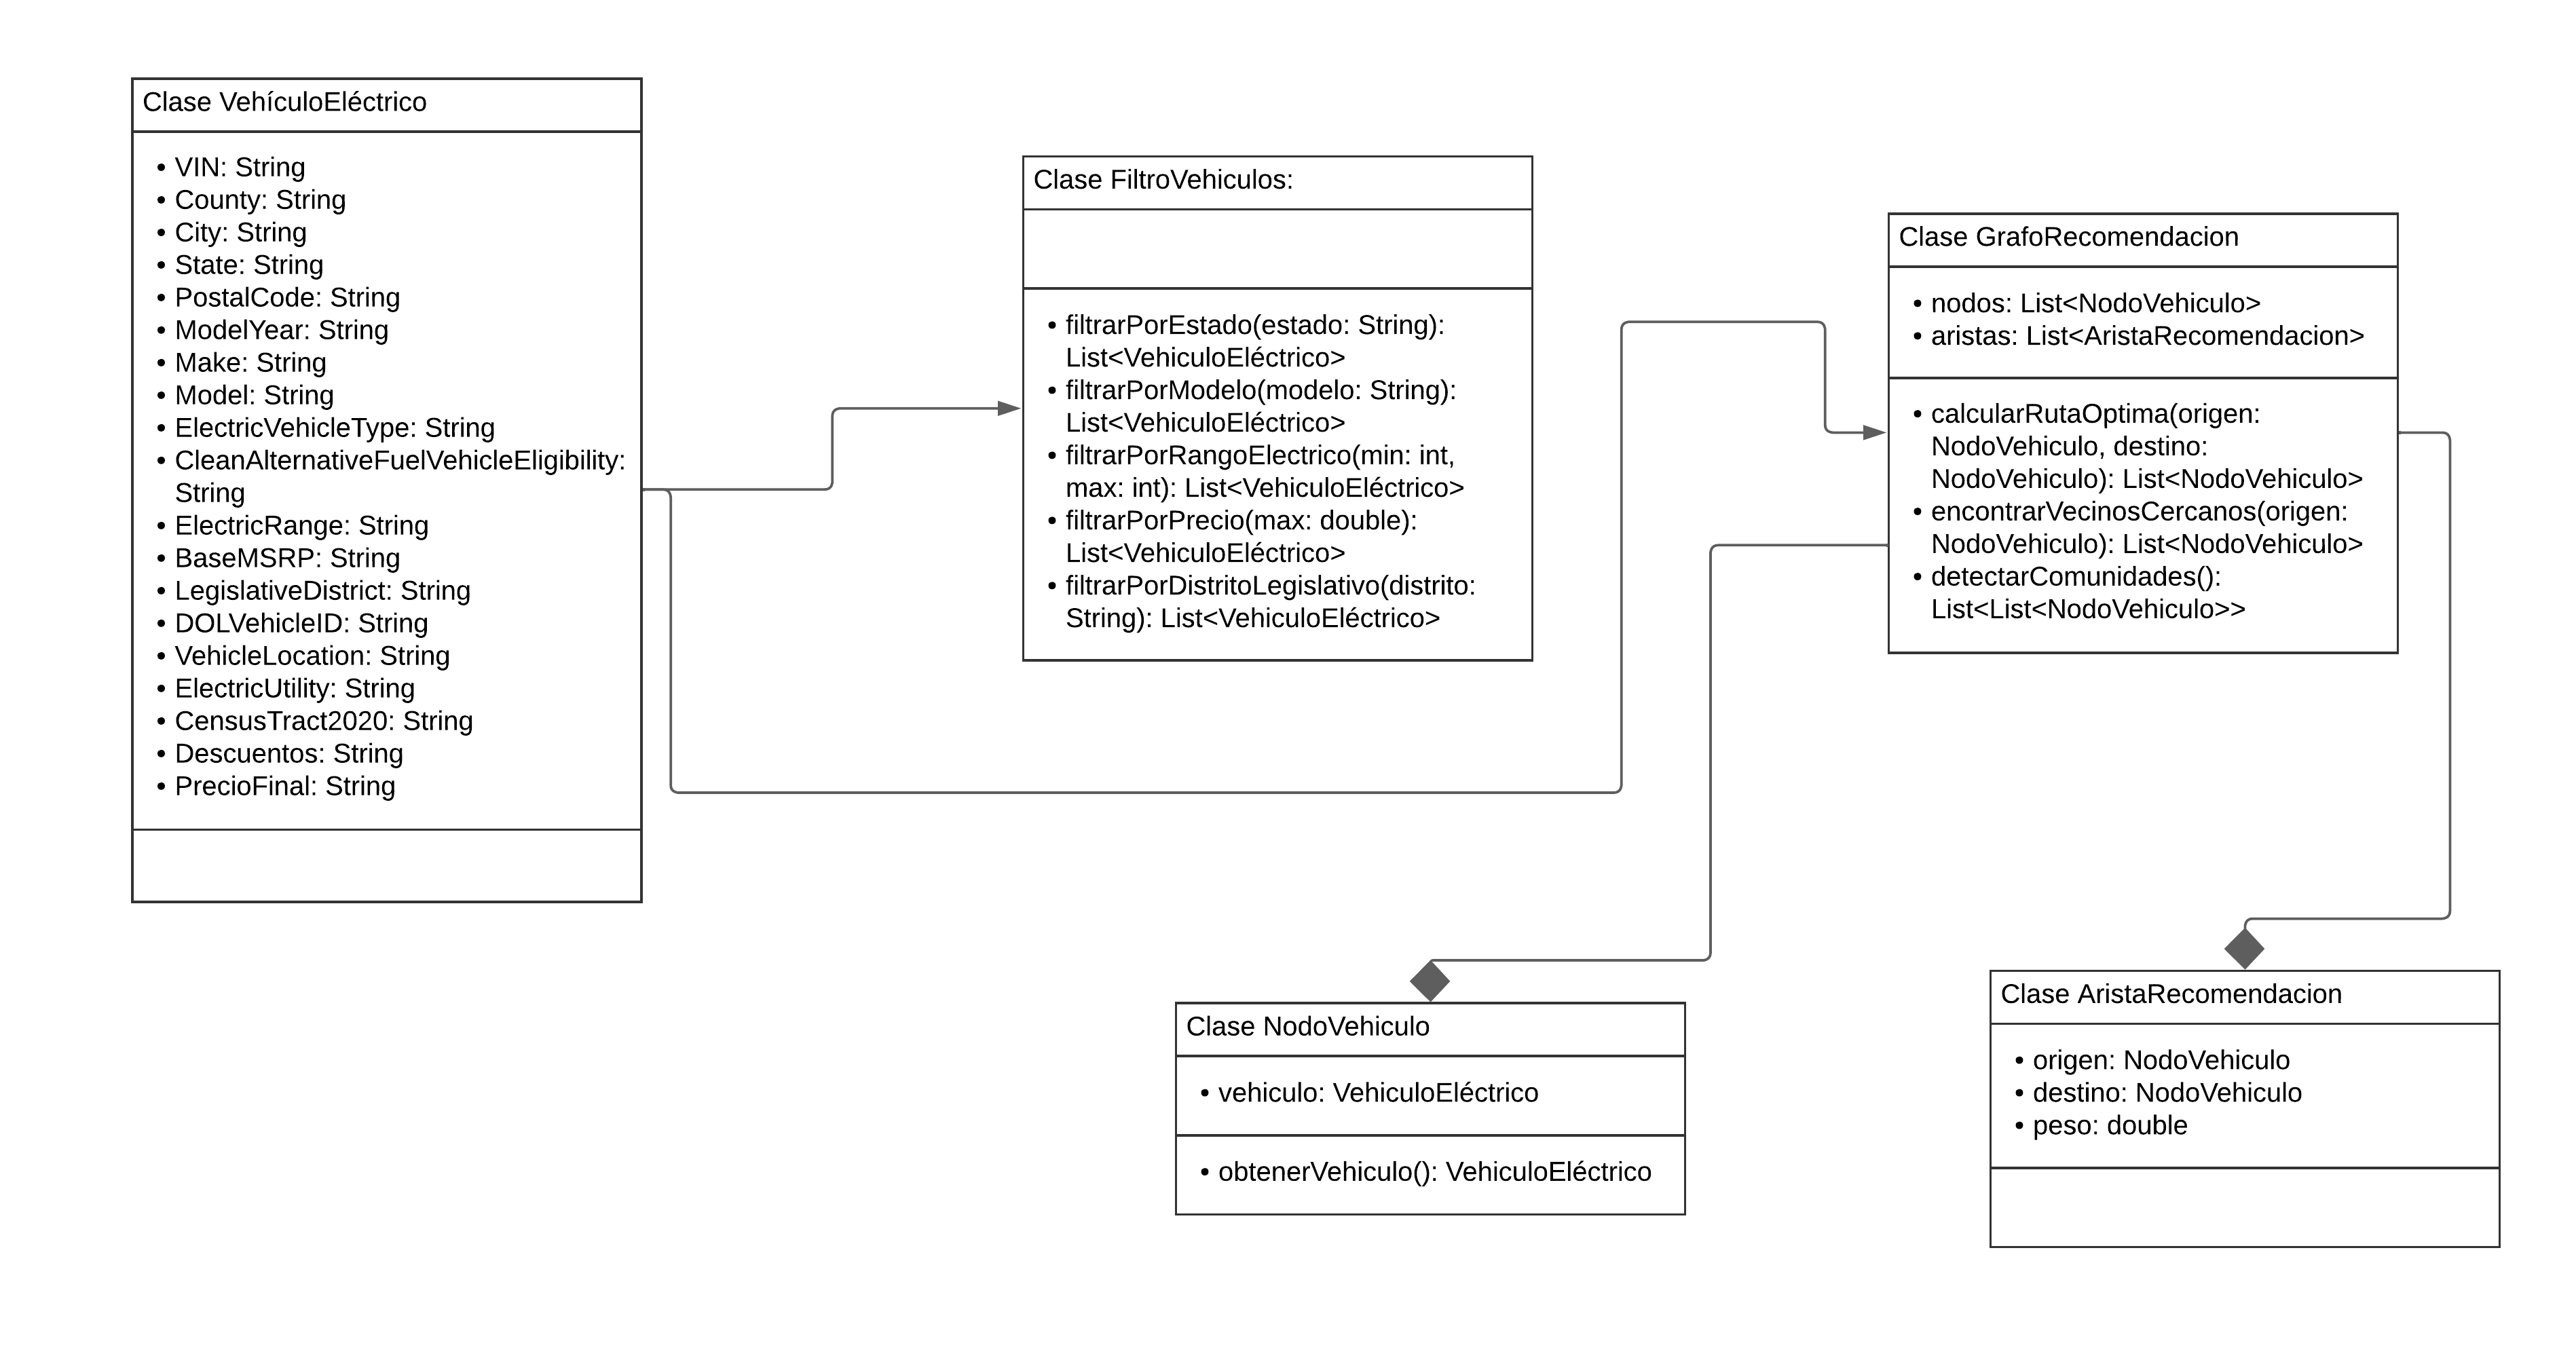 Clase VehículoEléctrico
• VIN: String
• County: String
• City: String
• State: String
• PostalCode: String
• ModelYear: String
• Make: String
• Model: String
• ElectricVehicleType: String
• CleanAlternativeFuelVehicleEligibility:
String
• ElectricRange: String
• BaseMSRP: String
• LegislativeDistrict: String
• DOLVehicleID: String
• VehicleLocation: String
• ElectricUtility: String
• CensusTract2020: String
• Descuentos: String
• PrecioFinal: String
Clase FiltroVehiculos:
• filtrarPorEstado(estado: String):
List<VehiculoEléctrico>
• filtrarPorModelo(modelo: String):
List<VehiculoEléctrico>
• filtrarPorRangoElectrico(min: int,
max: int): List<VehiculoEléctrico>
• filtrarPorPrecio(max: double):
List<VehiculoEléctrico>
• filtrarPorDistritoLegislativo(distrito:
String): List<VehiculoEléctrico>
Clase GrafoRecomendacion
• nodos: List<NodoVehiculo>
• aristas: List<AristaRecomendacion>
• calcularRutaOptima(origen:
NodoVehiculo, destino:
NodoVehiculo): List<NodoVehiculo>
• encontrarVecinosCercanos(origen:
NodoVehiculo): List<NodoVehiculo>
• detectarComunidades():
List<List<NodoVehiculo>>
Clase NodoVehiculo
• vehiculo: VehiculoEléctrico
• obtenerVehiculo(): VehiculoEléctrico
Clase AristaRecomendacion
• origen: NodoVehiculo
• destino: NodoVehiculo
• peso: double